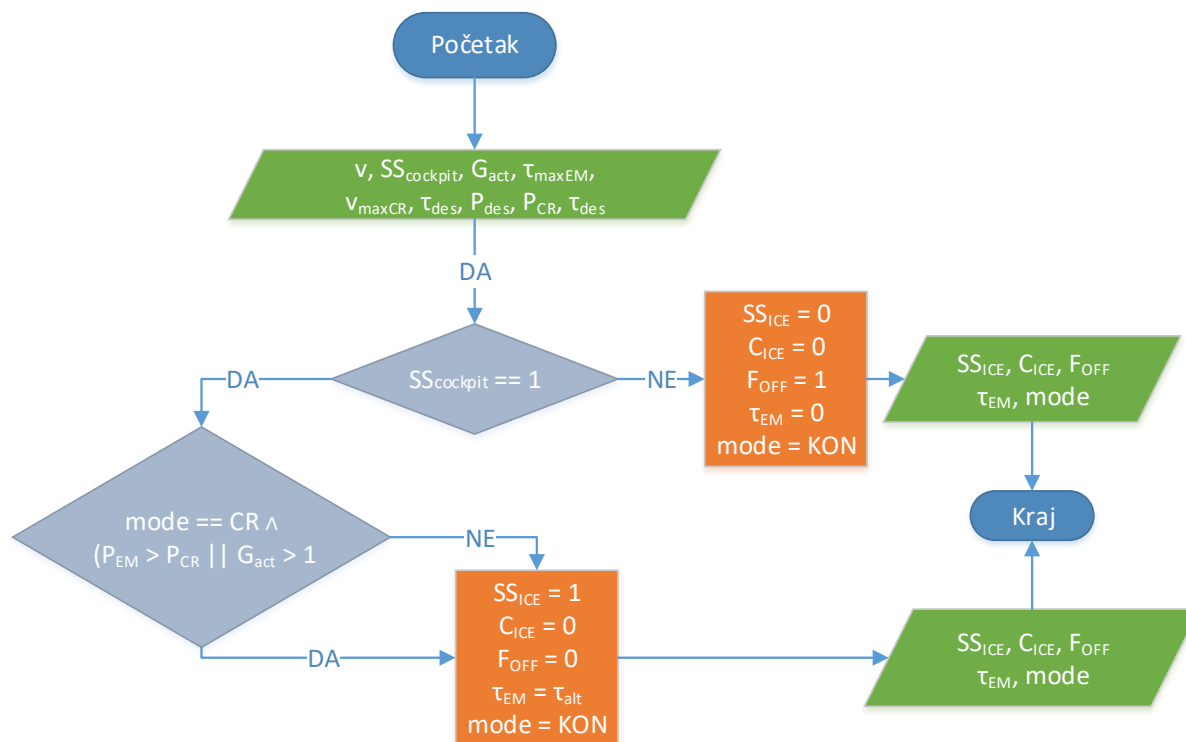 Početak
v, SScockpit, Gact, τmaxEM,
vmaxCR, τdes, Pdes, PCR, τdes
DA
SScockpit == 1
DA
NE
SSICE = 0
CICE = 0
FOFF = 1
τEM = 0
mode = KON
SSICE, CICE, FOFF
τEM, mode
Kraj
mode == CR ∧
(PEM > PCR || Gact > 1
NE
DA
SSICE = 1
CICE = 0
FOFF = 0
τEM = τalt
mode = KON
SSICE, CICE, FOFF
τEM, mode